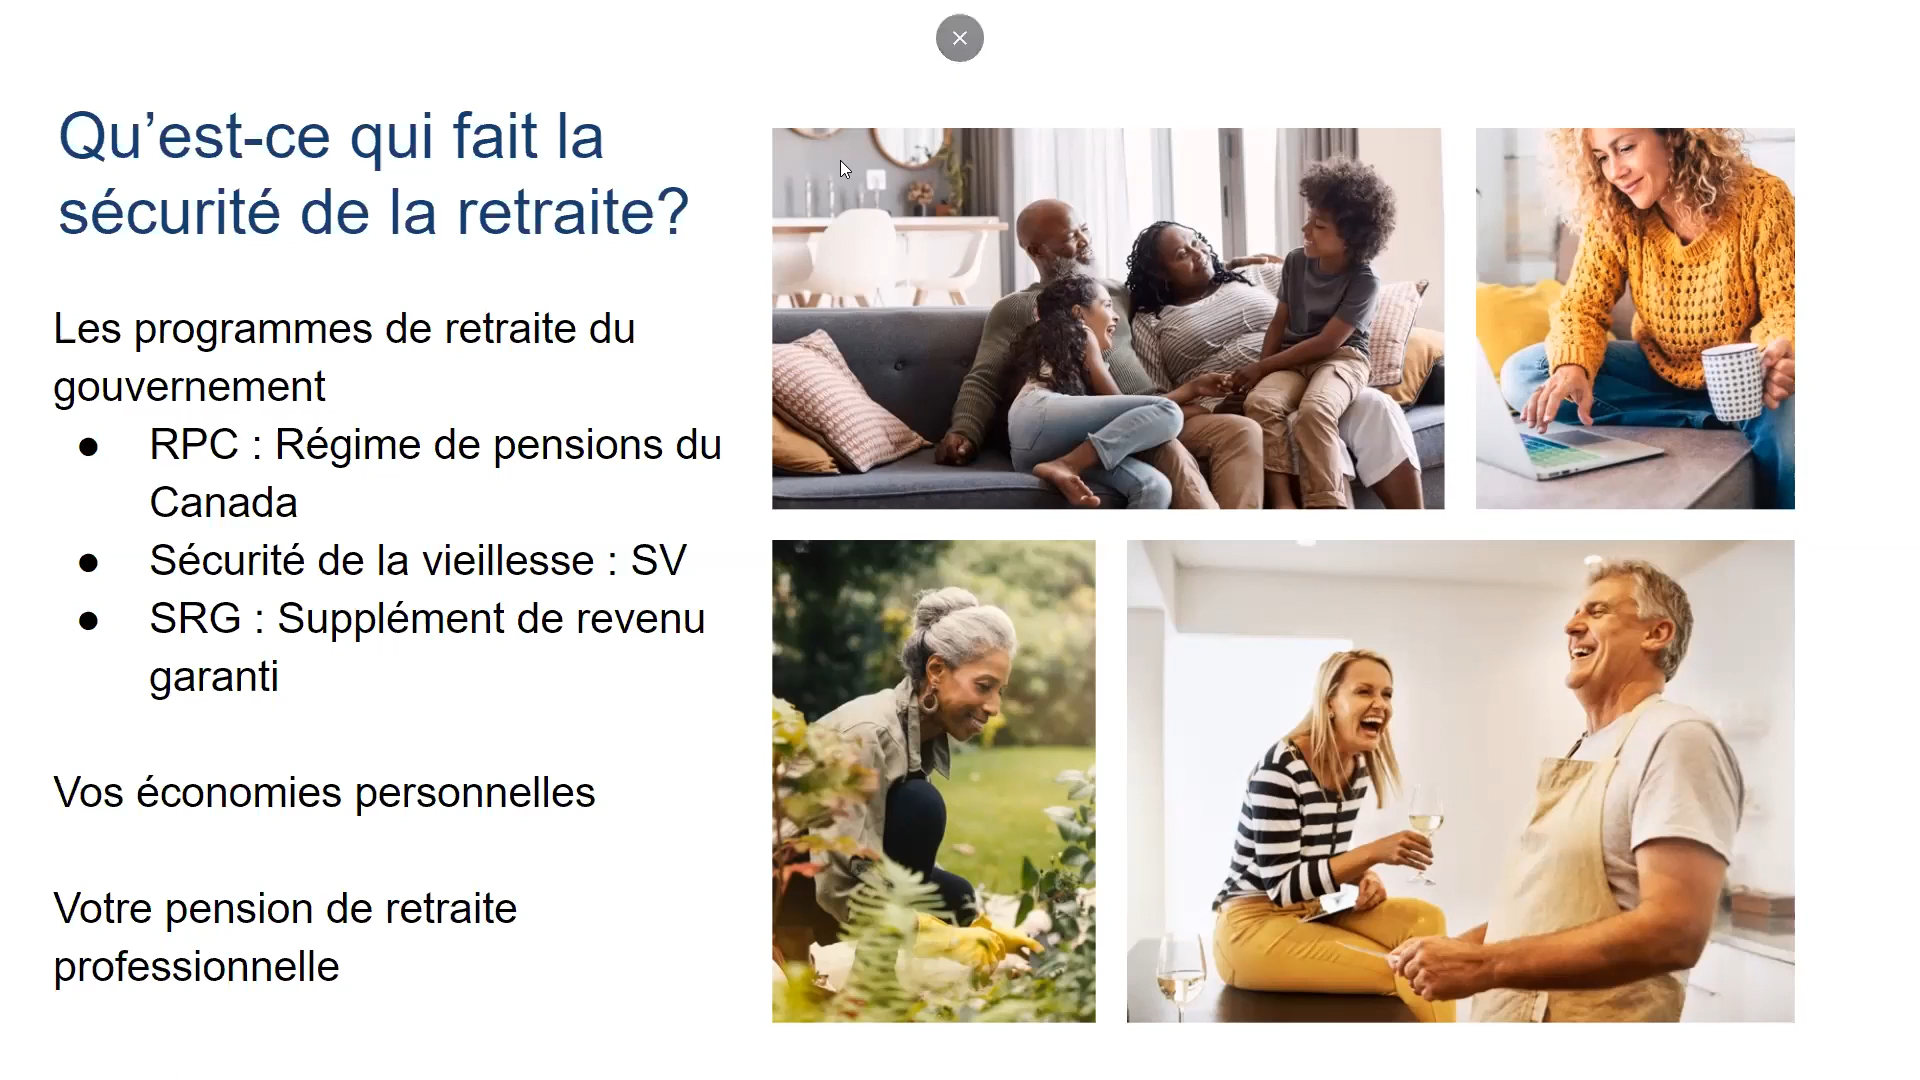 Qu’est-ce qui fait la
sécurité de la retraite?
Les programmes de retraite du
gouvernement
● RPC : Régime de pensions du
Canada
● Sécurité de la vieillesse : SV
● SRG : Supplément de revenu
garanti
Vos économies personnelles
Votre pension de retraite
professionnelle